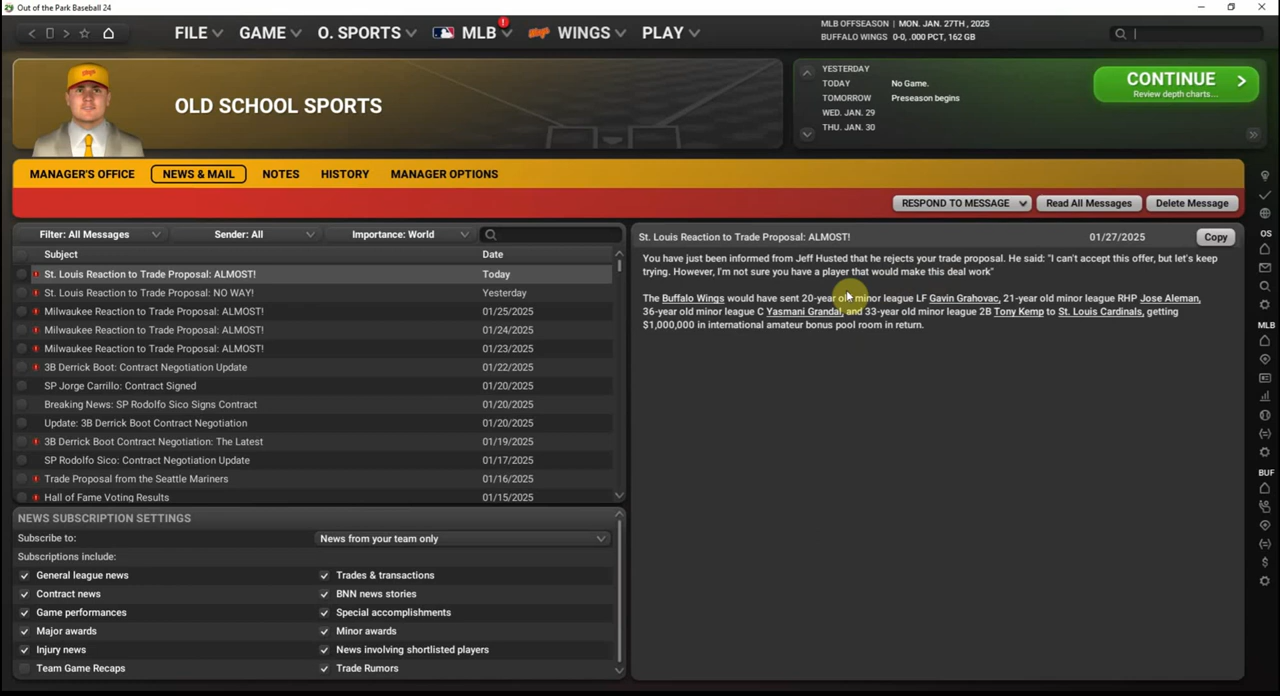 Out of the Park Baseball 24
FILE GAME O. SPORTS MLB WINGS PLAY
MLB OFFSEASON | MON. JAN. 27TH, 2025
BUFFALO WINGS 0-0, .000 PCT, 162 GB
OLD SCHOOL SPORTS
YESTERDAY
TODAY No Game.
TOMORROW Preseason begins
WED. JAN. 29
THU. JAN. 30
CONTINUE
Review depth charts...
MANAGER'S OFFICE NEWS & MAIL NOTES HISTORY MANAGER OPTIONS
RESPOND TO MESSAGE Read All Messages Delete Message
Filter: All Messages Sender: All Importance: World
Subject Date
St. Louis Reaction to Trade Proposal: ALMOST! Today
St. Louis Reaction to Trade Proposal: NO WAY! Yesterday
Milwaukee Reaction to Trade Proposal: ALMOST! 01/25/2025
Milwaukee Reaction to Trade Proposal: ALMOST! 01/24/2025
Milwaukee Reaction to Trade Proposal: ALMOST! 01/23/2025
3B Derrick Boot: Contract Negotiation Update 01/22/2025
SP Jorge Carrillo: Contract Signed 01/20/2025
Breaking News: SP Rodolfo Sico Signs Contract 01/20/2025
Update: 3B Derrick Boot Contract Negotiation 01/20/2025
3B Derrick Boot Contract Negotiation: The Latest 01/19/2025
SP Rodolfo Sico: Contract Negotiation Update 01/17/2025
Trade Proposal from the Seattle Mariners 01/16/2025
Hall of Fame Voting Results 01/15/2025
St. Louis Reaction to Trade Proposal: ALMOST! 01/27/2025 Copy
You have just been informed from Jeff Husted that he rejects your trade proposal. He said: "I can't accept this offer, but let's keep
trying. However, I'm not sure you have a player that would make this deal work"
The Buffalo Wings would have sent 20-year old minor league LF Gavin Grahovac, 21-year old minor league RHP Jose Aleman,
36-year old minor league C Yasmani Grandal, and 33-year old minor league 2B Tony Kemp to St. Louis Cardinals, getting
$1,000,000 in international amateur bonus pool room in return.
NEWS SUBSCRIPTION SETTINGS
Subscribe to: News from your team only
Subscriptions include:
General league news Trades & transactions
Contract news BNN news stories
Game performances Special accomplishments
Major awards Minor awards
Injury news News involving shortlisted players
Team Game Recaps Trade Rumors
OS
MLB
BUF